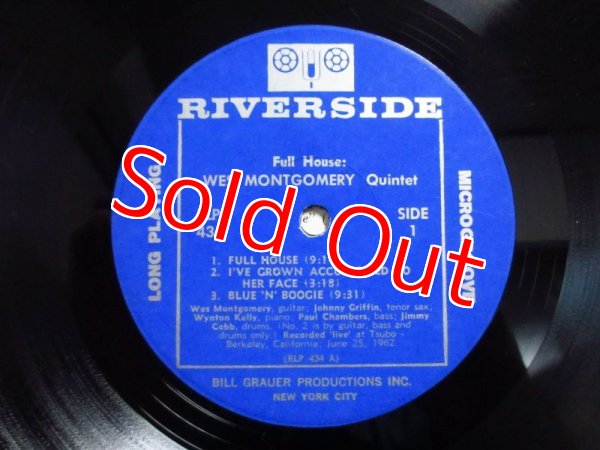 RIVERSIDE
Full House:
WES MONTGOMERY Quintet
LONG PLAYING
MICROGROOVE
SIDE
1
Sold Out
1. FULL HOUSE
2. I'VE GROWN ACCUSTOMED TO
HER FACE (3:18)
3. BLUE 'N' BOOGIE (9:31)
Wes Montgomery, guitar; Johnny Griffin, tenor sax;
Wynton Kelly, piano; Paul Chambers, bass; Jimmy
Cobb, drums. (No. 2 is by guitar, bass and
drums only.) Recorded 'live' at Tsubo -
Berkeley, California; June 25, 1962.
(RLP 434 A)
BILL GRAUER PRODUCTIONS INC.
NEW YORK CITY